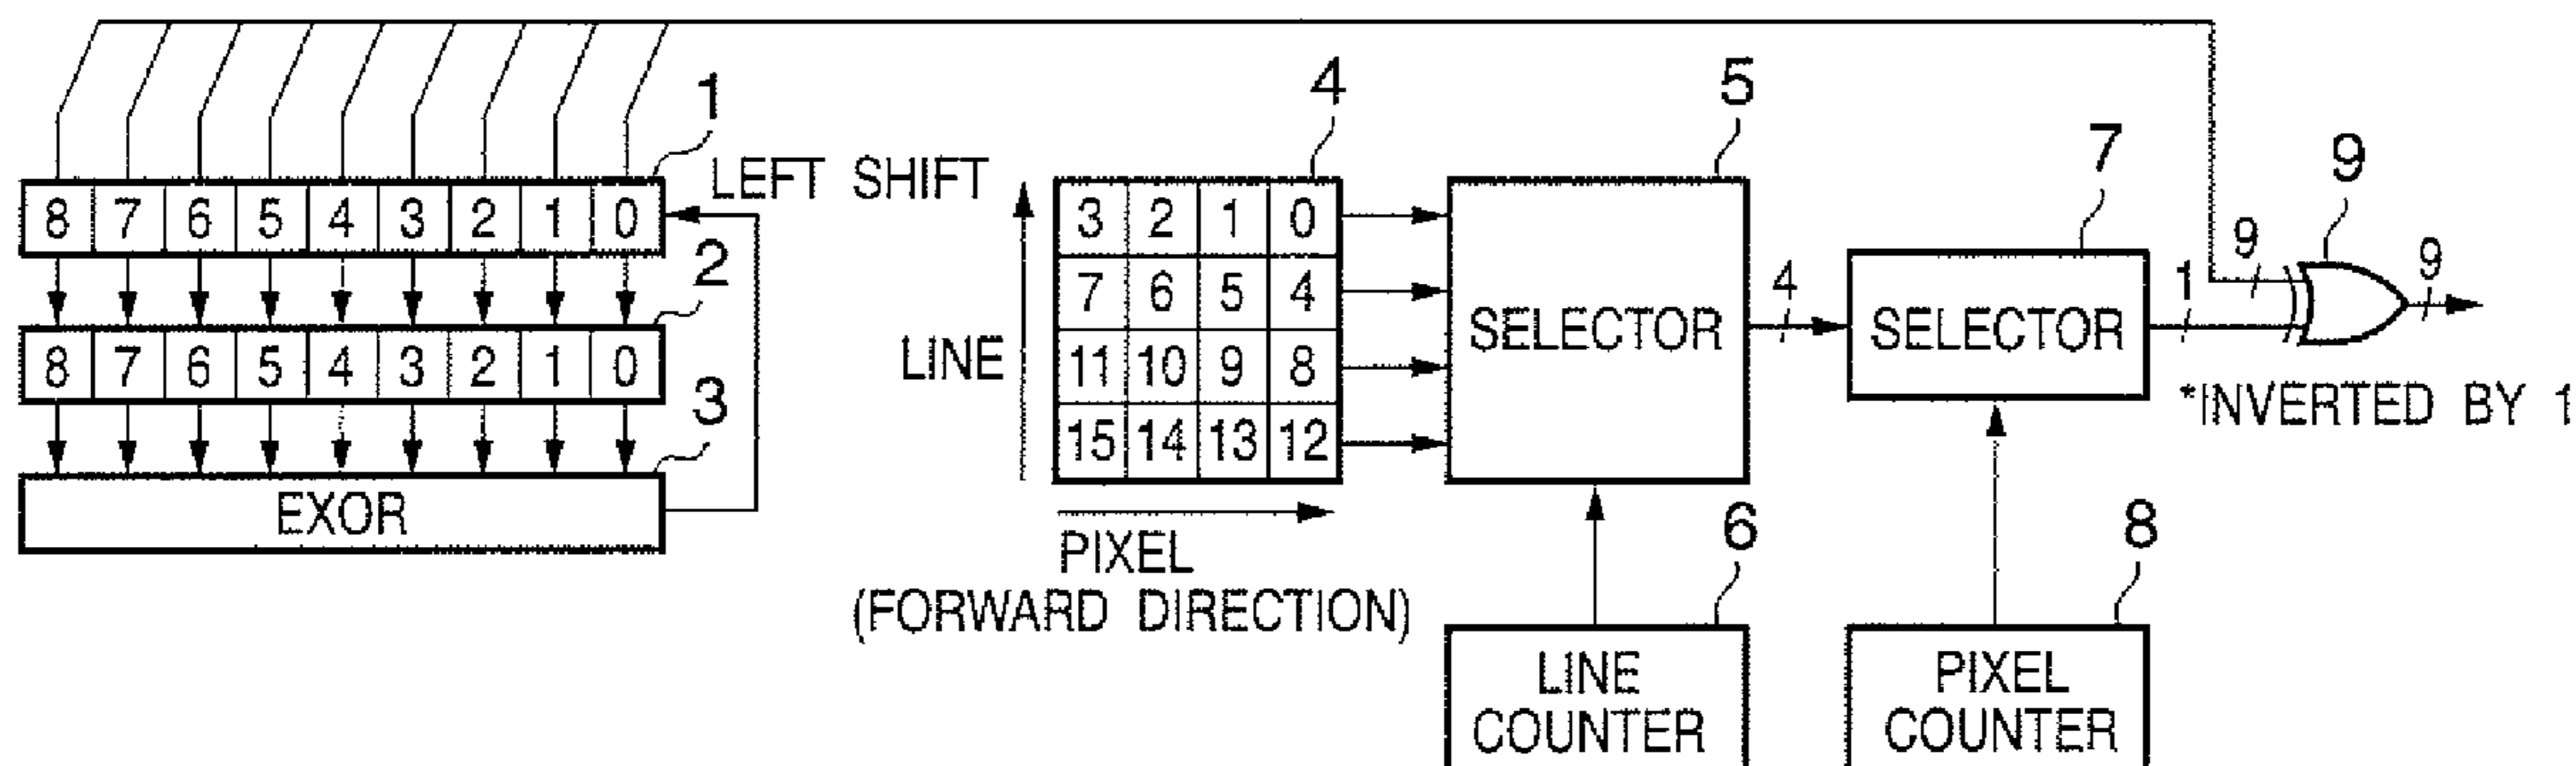 1
LEFT SHIFT
8 7 6 5 4 3 2 1 0
2
8 7 6 5 4 3 2 1 0
3
EXOR
4
LINE
3 2 1 0
7 6 5 4
11 10 9 8
15 14 13 12
PIXEL
(FORWARD DIRECTION)
5
SELECTOR
6
LINE
COUNTER
4
7
SELECTOR
8
PIXEL
COUNTER
1
9
9
9
*INVERTED BY 1